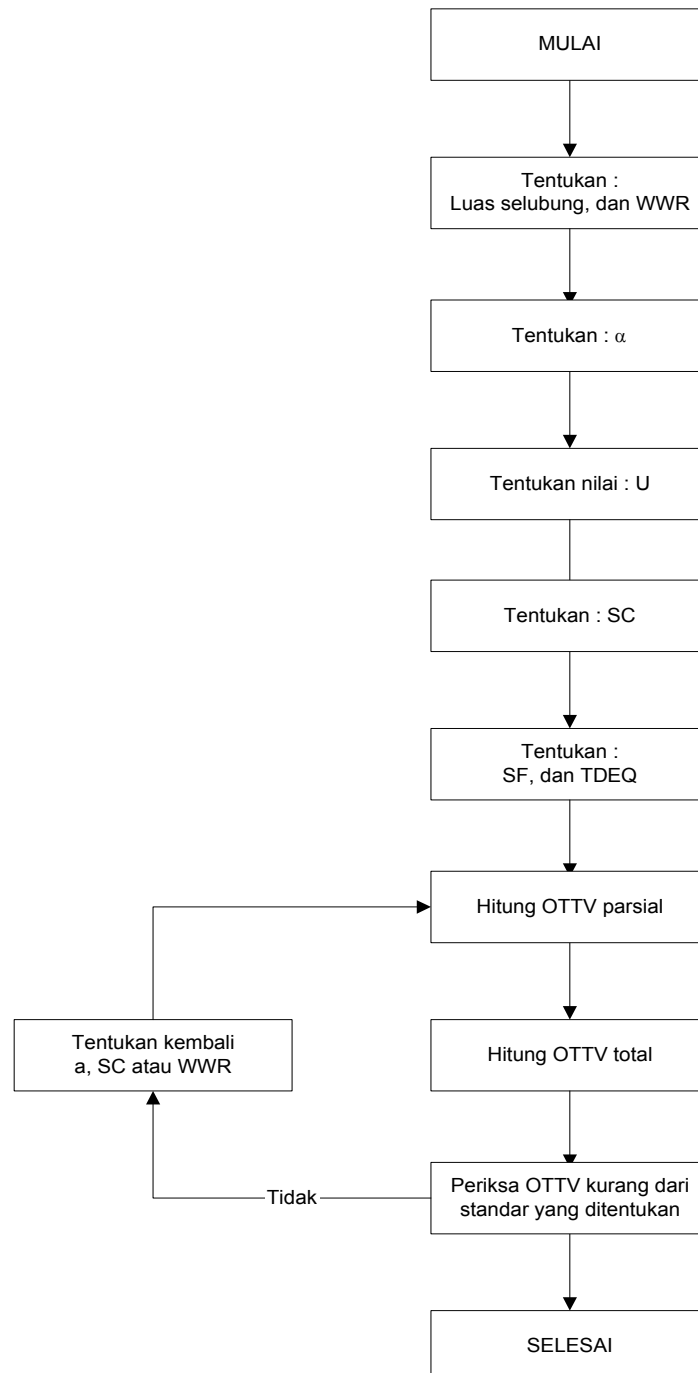 MULAI
Tentukan :
Luas selubung, dan WWR
Tentukan : α
Tentukan nilai : U
Tentukan : SC
Tentukan :
SF, dan TDEQ
Hitung OTTV parsial
Tentukan kembali
a, SC atau WWR
Hitung OTTV total
Periksa OTTV kurang dari
standar yang ditentukan
Tidak
SELESAI